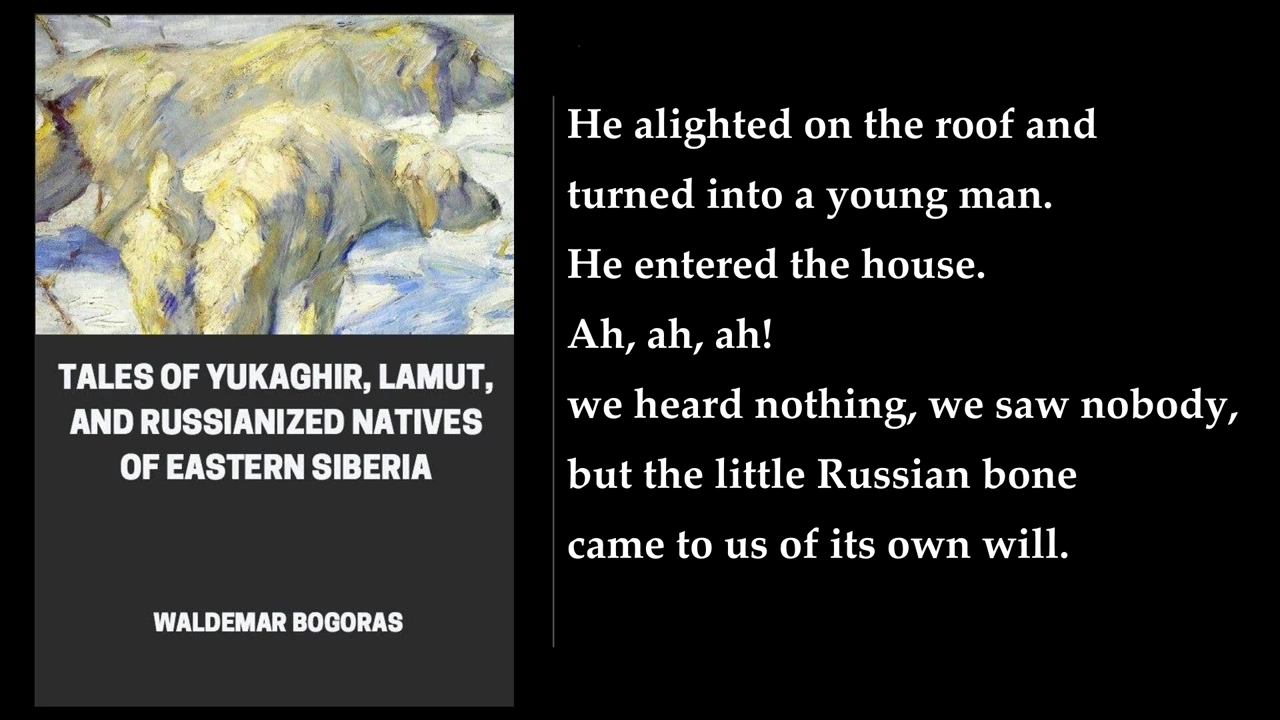 TALES OF YUKAGHIR, LAMUT,
AND RUSSIANIZED NATIVES
OF EASTERN SIBERIA
WALDEMAR BOGORAS
He alighted on the roof and
turned into a young man.
He entered the house.
Ah, ah, ah!
we heard nothing, we saw nobody,
but the little Russian bone
came to us of its own will.